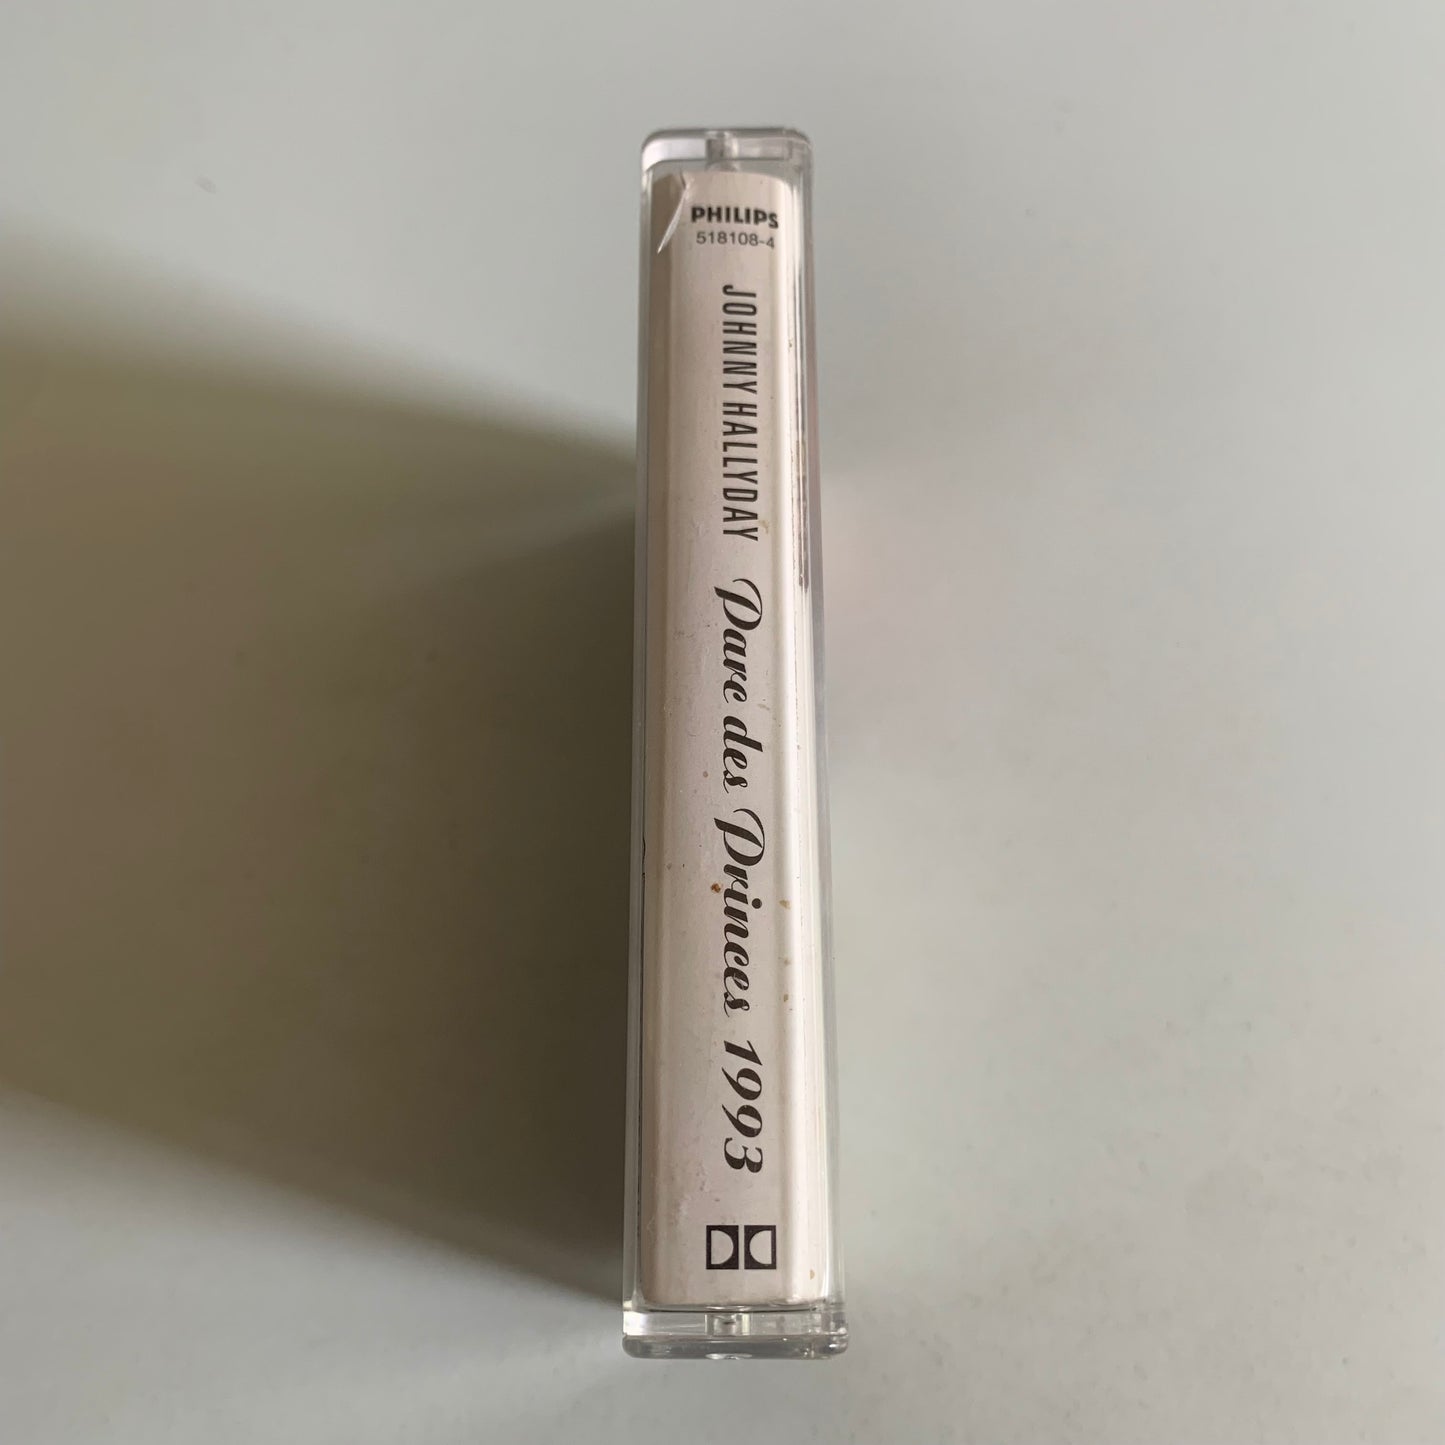 PHILIPS
518108-4
JOHNNY HALLYDAY Parc des Princes 1993